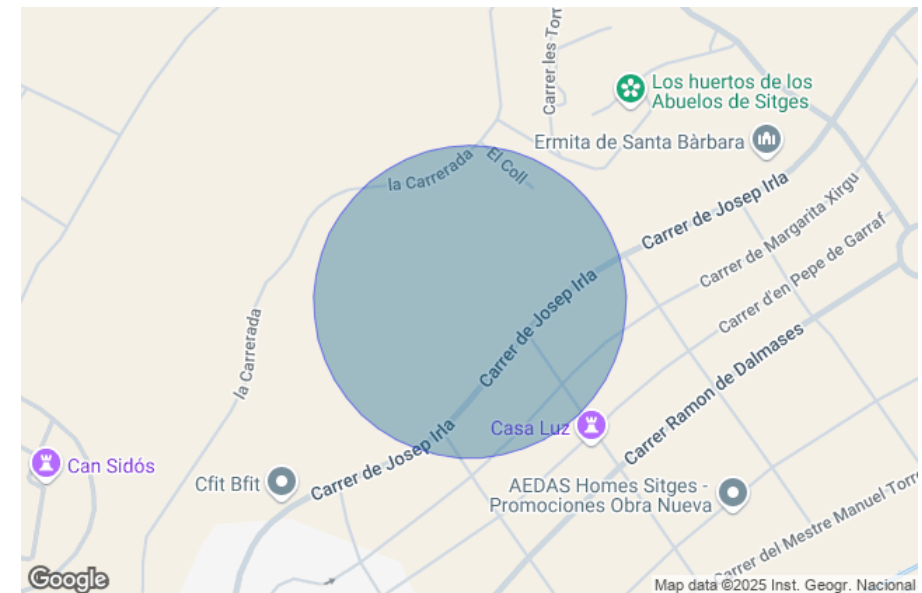 Carrer les Torr
Los huertos de los
Abuelos de Sitges
Ermita de Santa Bàrbara
la Carrerada
El Coll
Carrer de Josep Irla
Carrer de Margarita Xirgu
Carrer d'en Pepe de Garraf
Carrer de Josep Irla
la Carrerada
Carrer Ramon de Dalmases
Casa Luz
Carrer de Josep Irla
Can Sidós
Cfit Bfit
AEDAS Homes Sitges -
Promociones Obra Nueva
Carrer del Mestre Manuel Torre
Google
Map data ©2025 Inst. Geogr. Nacional